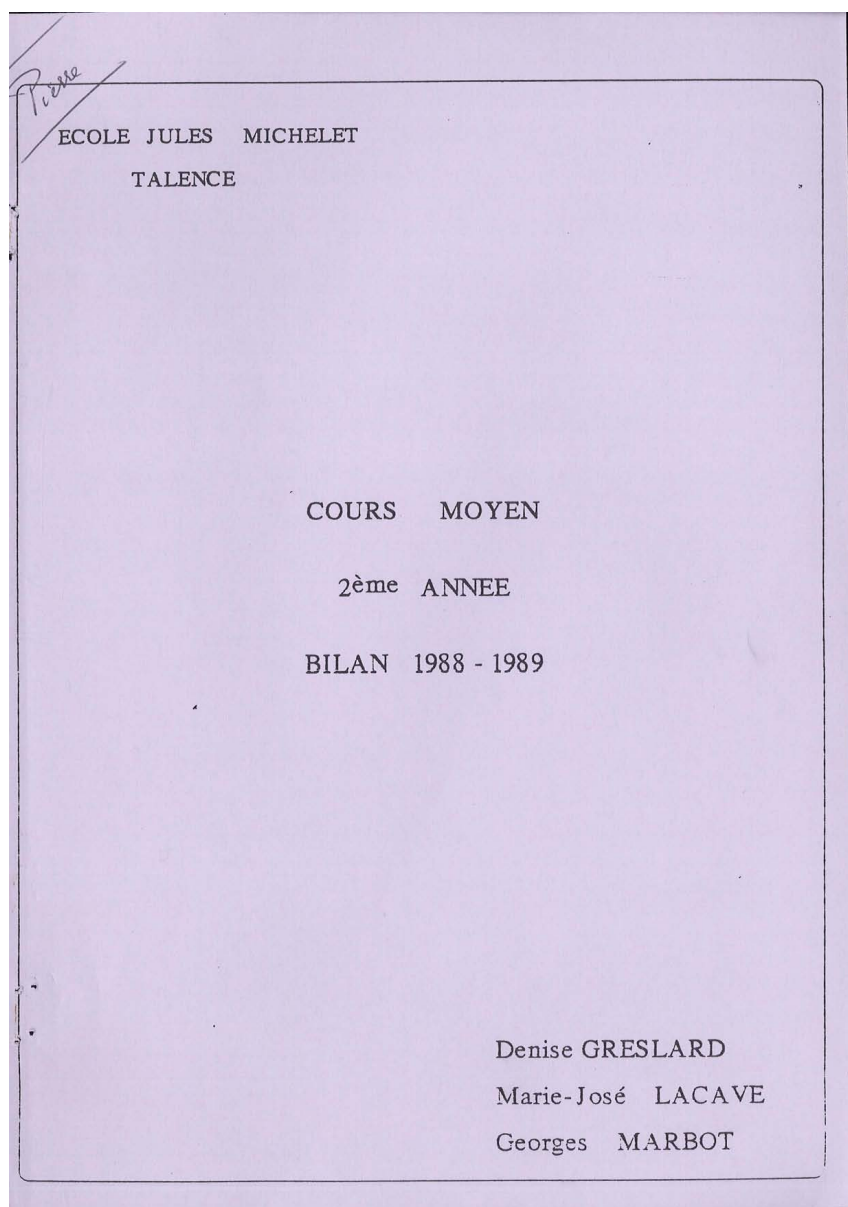 Pierre
ECOLE JULES MICHELET
TALENCE
COURS MOYEN
2ème ANNEE
BILAN 1988 - 1989
Denise GRESLARD
Marie-José LACAVE
Georges MARBOT